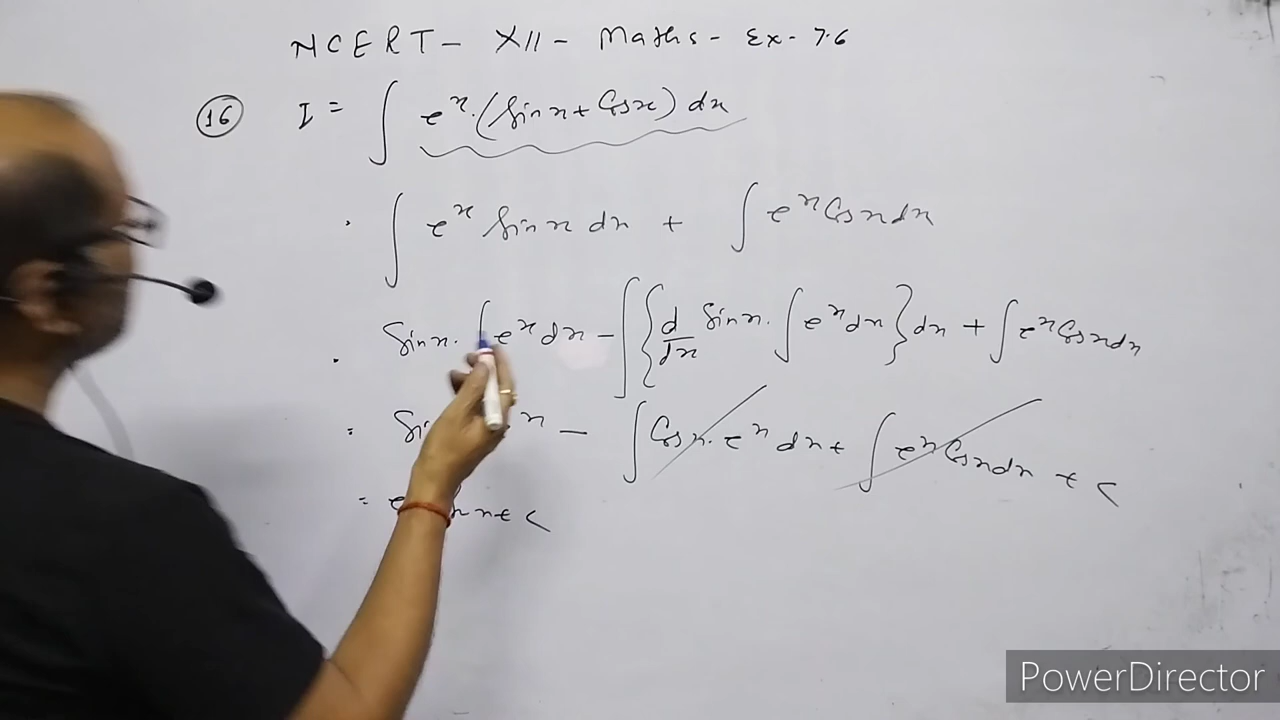 NCERT - XII - Maths - Ex - 7.6
16 I = ∫ e^x . (Sin x + Cos x) dx
. ∫ e^x Sin x dx + ∫ e^x Cos x dx
. Sin x . ∫ e^x dx - ∫ { d/dx Sin x . ∫ e^x dx } dx + ∫ e^x Cos x dx
= x - ∫ Cos x . e^x dx + ∫ e^x Cos x dx + C
= x + C
PowerDirector